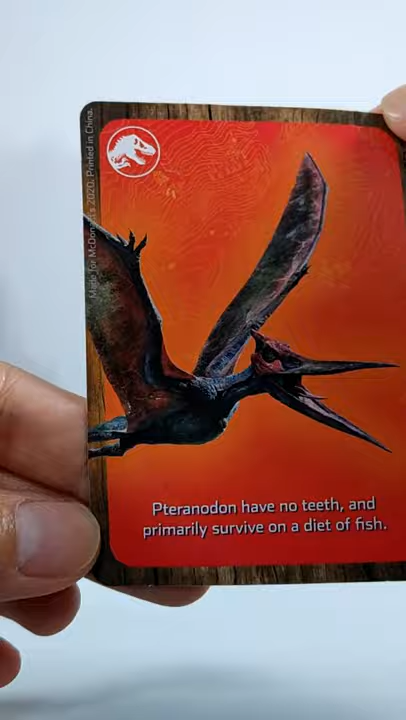 Made for McDonald's 2020. Printed in China.
Pteranodon have no teeth, and
primarily survive on a diet of fish.